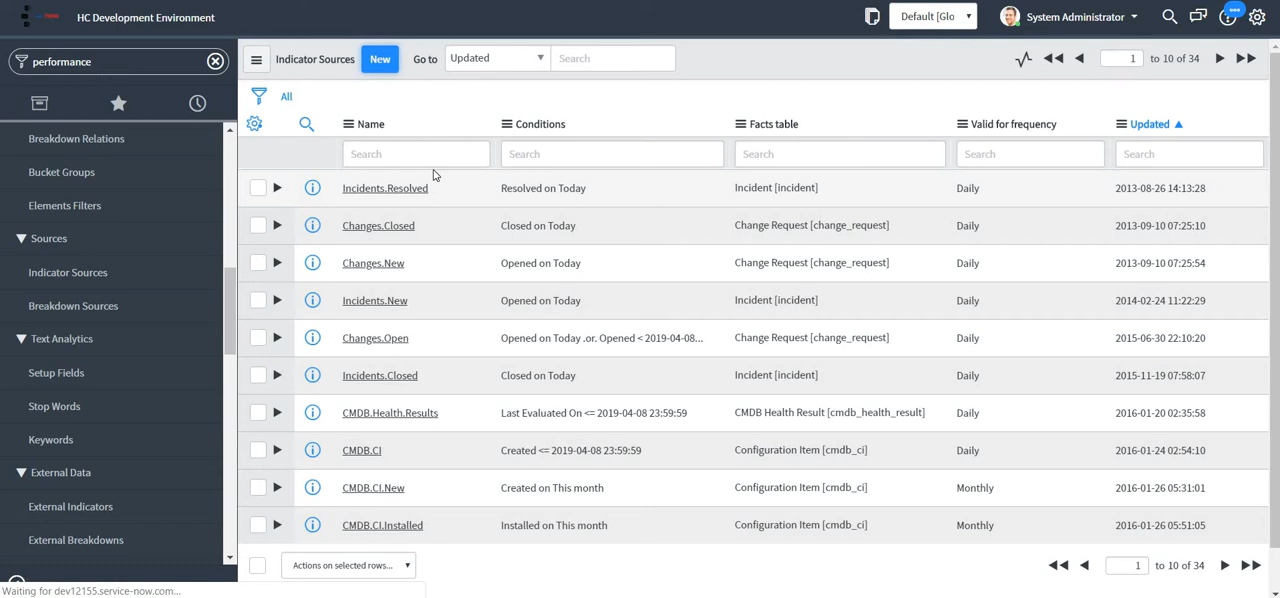 HC Development Environment
Default [Glo
System Administrator
performance
Indicator Sources New Go to Updated Search 1 to 10 of 34
All
Name Conditions Facts table Valid for frequency Updated
Search Search Search Search Search
Incidents.Resolved Resolved on Today Incident [incident] Daily 2013-08-26 14:13:28
Changes.Closed Closed on Today Change Request [change_request] Daily 2013-09-10 07:25:10
Changes.New Opened on Today Change Request [change_request] Daily 2013-09-10 07:25:54
Incidents.New Opened on Today Incident [incident] Daily 2014-02-24 11:22:29
Changes.Open Opened on Today .or. Opened < 2019-04-08... Change Request [change_request] Daily 2015-06-30 22:10:20
Incidents.Closed Closed on Today Incident [incident] Daily 2015-11-19 07:58:07
CMDB.Health.Results Last Evaluated On <= 2019-04-08 23:59:59 CMDB Health Result [cmdb_health_result] Daily 2016-01-20 02:35:58
CMDB.CI Created <= 2019-04-08 23:59:59 Configuration Item [cmdb_ci] Daily 2016-01-24 02:54:10
CMDB.CI.New Created on This month Configuration Item [cmdb_ci] Monthly 2016-01-26 05:31:01
CMDB.CI.Installed Installed on This month Configuration Item [cmdb_ci] Monthly 2016-01-26 05:51:05
Actions on selected rows... 1 to 10 of 34
Breakdown Relations
Bucket Groups
Elements Filters
Sources
Indicator Sources
Breakdown Sources
Text Analytics
Setup Fields
Stop Words
Keywords
External Data
External Indicators
External Breakdowns
Waiting for dev12155.service-now.com...